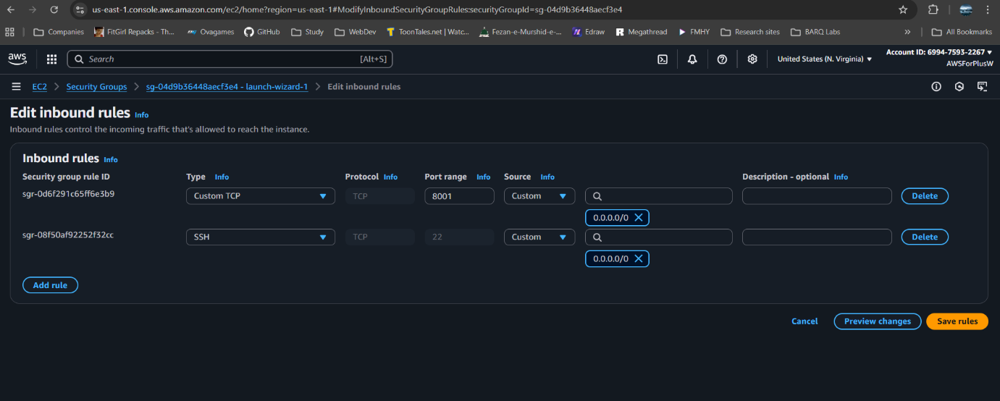 us-east-1.console.aws.amazon.com/ec2/home?region=us-east-1#ModifyInboundSecurityGroupRules:securityGroupId=sg-04d9b36448aecf3e4
Companies FitGirl Repacks - Th... Ovagames GitHub Study WebDev ToonTales.net | Watc... Fezan-e-Murshid-e-... Edraw Megathread FMHY Research sites BARQ Labs » All Bookmarks
aws Search [Alt+S] United States (N. Virginia) Account ID: 6994-7593-2267
AWSForPlusW
EC2 Security Groups sg-04d9b36448aecf3e4 - launch-wizard-1 Edit inbound rules
Edit inbound rules Info
Inbound rules control the incoming traffic that's allowed to reach the instance.
Inbound rules Info
Security group rule ID Type Info Protocol Info Port range Info Source Info Description - optional Info
sgr-0d6f291c65ff6e3b9 Custom TCP TCP 8001 Custom Delete
0.0.0.0/0
sgr-08f50af92252f32cc SSH TCP 22 Custom Delete
0.0.0.0/0
Add rule
Cancel Preview changes Save rules